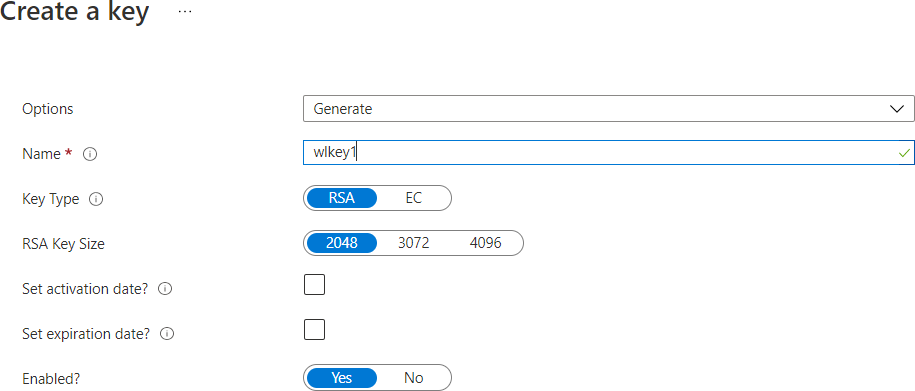 Create a key ...
Options Generate
Name * wlkey1
Key Type RSA EC
RSA Key Size 2048 3072 4096
Set activation date?
Set expiration date?
Enabled? Yes No